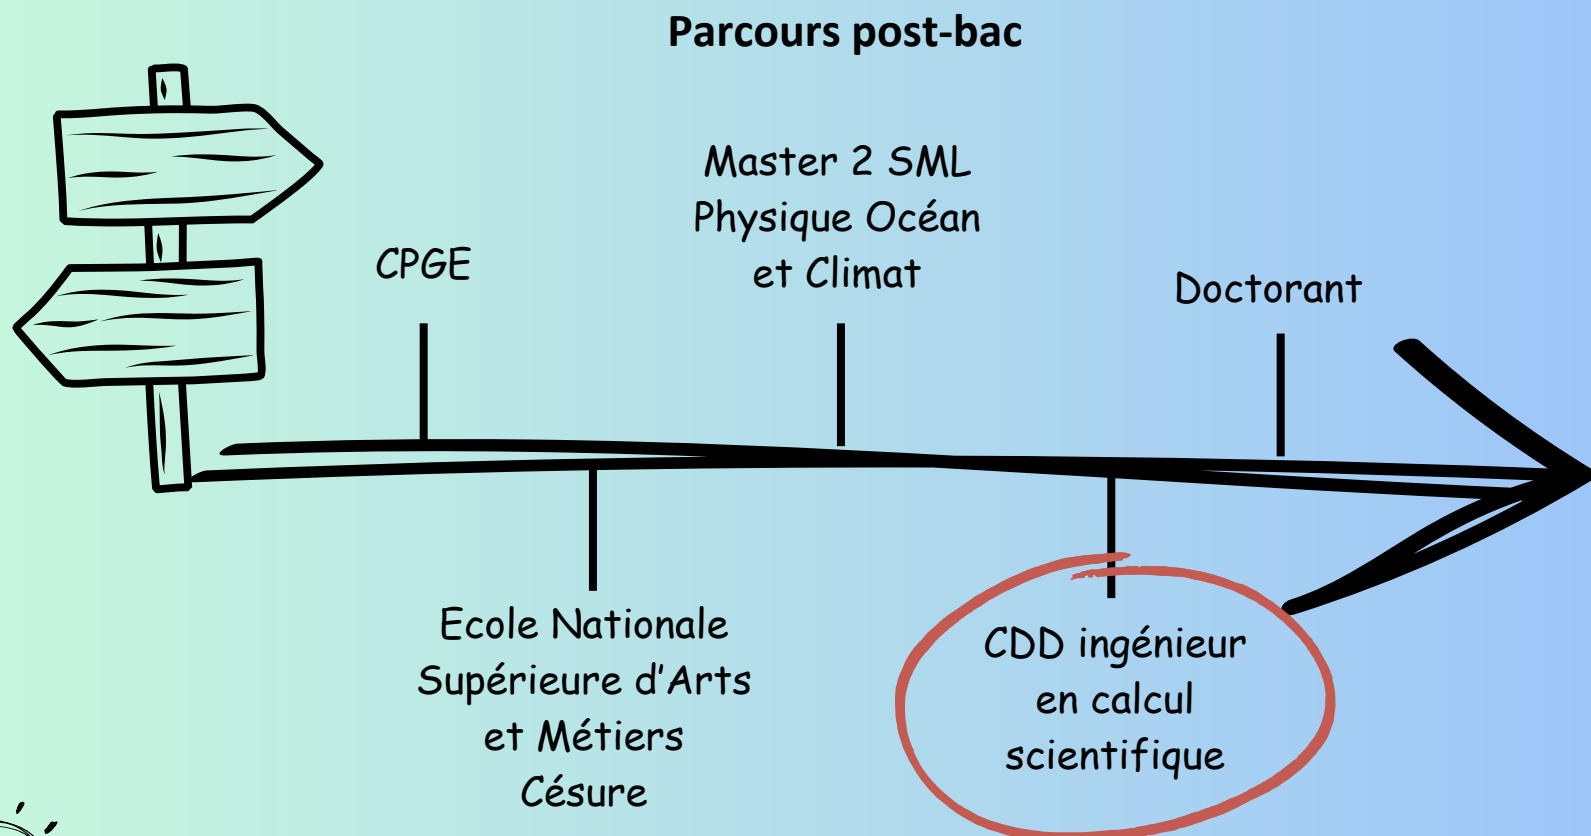 Parcours post-bac
CPGE
Master 2 SML
Physique Océan
et Climat
Doctorant
Ecole Nationale
Supérieure d'Arts
et Métiers
Césure
CDD ingénieur
en calcul
scientifique